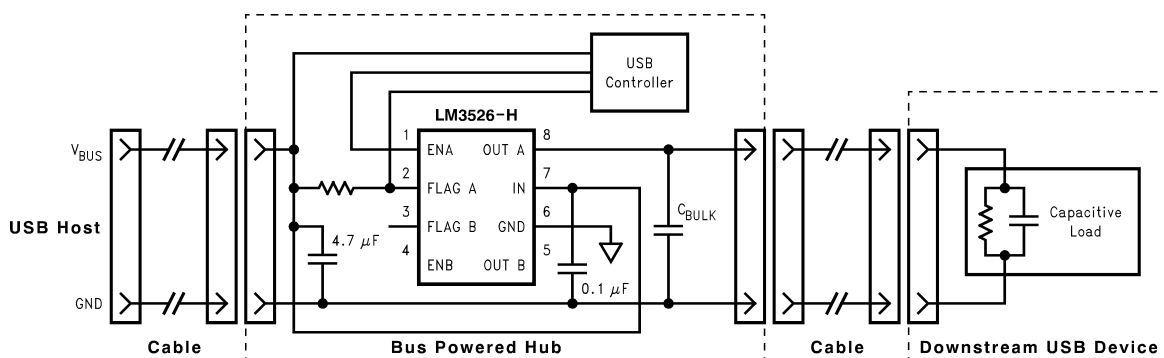 USB
Controller
LM3526-H
1
8
V_BUS
ENA
OUT A
2
7
FLAG A
IN
3
6
USB Host
FLAG B
GND
C_BULK
Capacitive
Load
4.7 μF
4
5
ENB
OUT B
0.1 μF
GND
Cable
Bus Powered Hub
Cable
Downstream USB Device